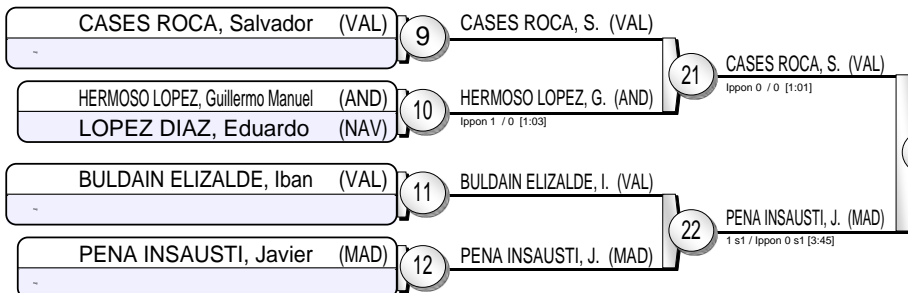 CASES ROCA, Salvador (VAL)
-
9
CASES ROCA, S. (VAL)
HERMOSO LOPEZ, Guillermo Manuel (AND)
LOPEZ DIAZ, Eduardo (NAV)
10
HERMOSO LOPEZ, G. (AND)
Ippon 1 / 0 [1:03]
21
CASES ROCA, S. (VAL)
Ippon 0 / 0 [1:01]
BULDAIN ELIZALDE, Iban (VAL)
-
11
BULDAIN ELIZALDE, I. (VAL)
PENA INSAUSTI, Javier (MAD)
-
12
PENA INSAUSTI, J. (MAD)
22
PENA INSAUSTI, J. (MAD)
1 s1 / Ippon 0 s1 [3:45]